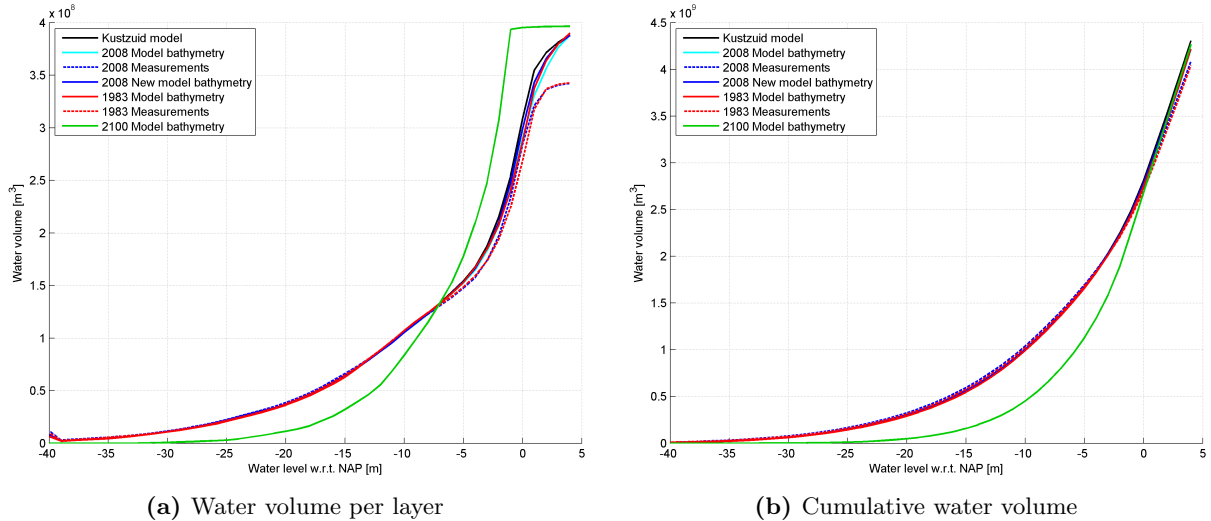 4 x 10^8
3.5
3
2.5
2
1.5
1
0.5
0
Water volume [m^3]
Kustzuid model
2008 Model bathymetry
2008 Measurements
2008 New model bathymetry
1983 Model bathymetry
1983 Measurements
2100 Model bathymetry
-40 -35 -30 -25 -20 -15 -10 -5 0 5
Water level w.r.t. NAP [m]
(a) Water volume per layer
4.5 x 10^9
4
3.5
3
2.5
2
1.5
1
0.5
0
Water volume [m^3]
Kustzuid model
2008 Model bathymetry
2008 Measurements
2008 New model bathymetry
1983 Model bathymetry
1983 Measurements
2100 Model bathymetry
-40 -35 -30 -25 -20 -15 -10 -5 0 5
Water level w.r.t. NAP [m]
(b) Cumulative water volume